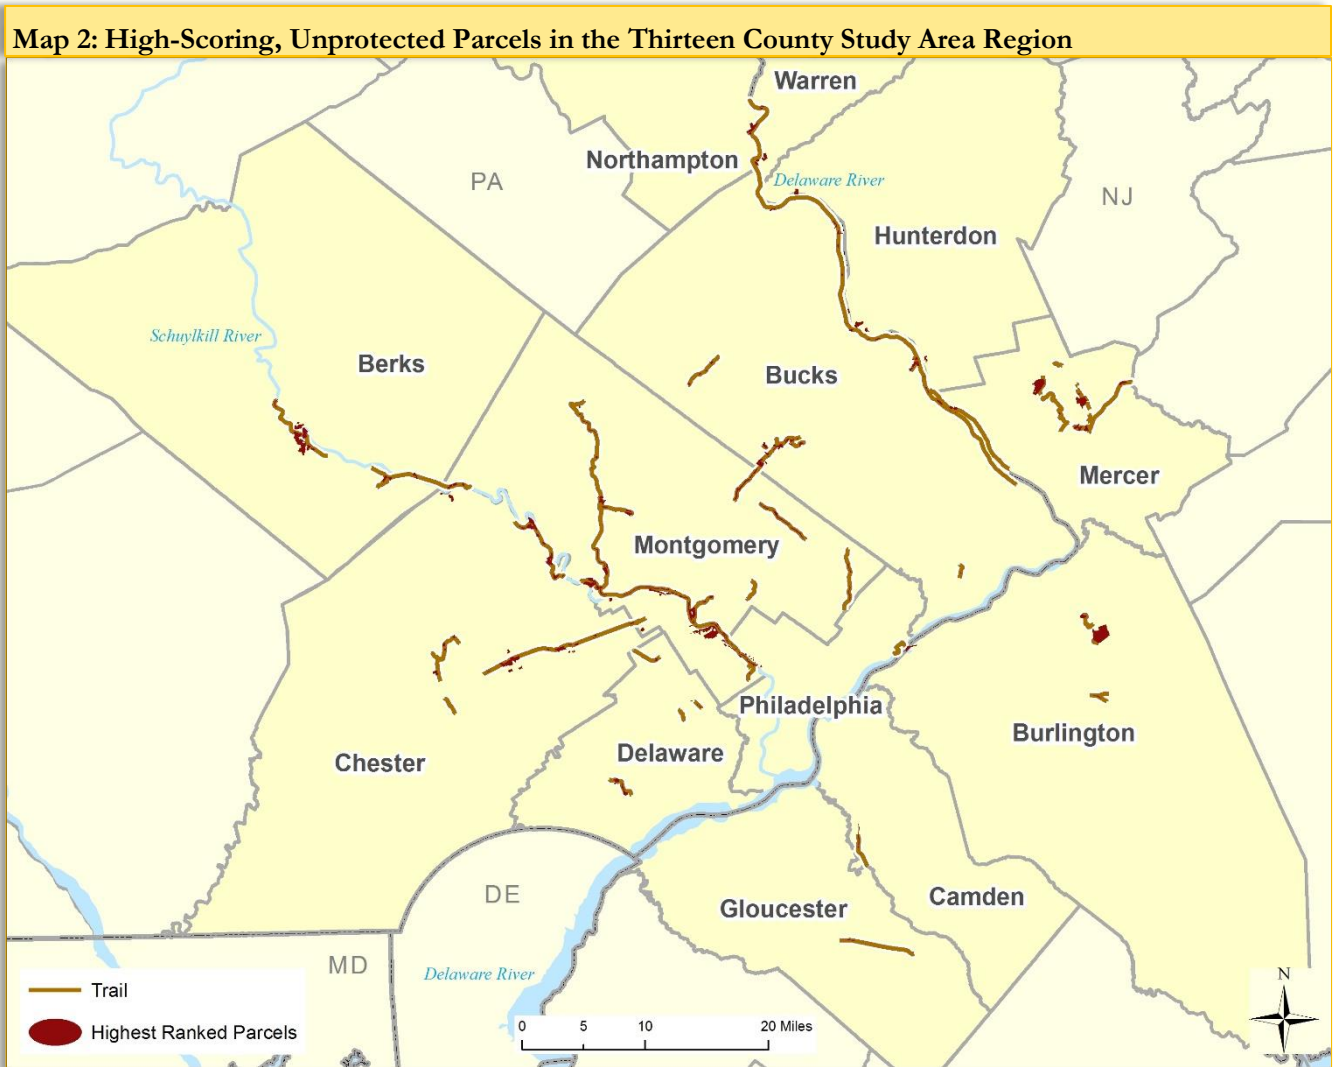 Map 2: High-Scoring, Unprotected Parcels in the Thirteen County Study Area Region
Warren
Northampton
PA
Delaware River
NJ
Hunterdon
Schuylkill River
Berks
Bucks
Mercer
Montgomery
Philadelphia
Burlington
Delaware
Chester
DE
Camden
Gloucester
MD
Delaware River
N
Trail
Highest Ranked Parcels
0 5 10 20 Miles